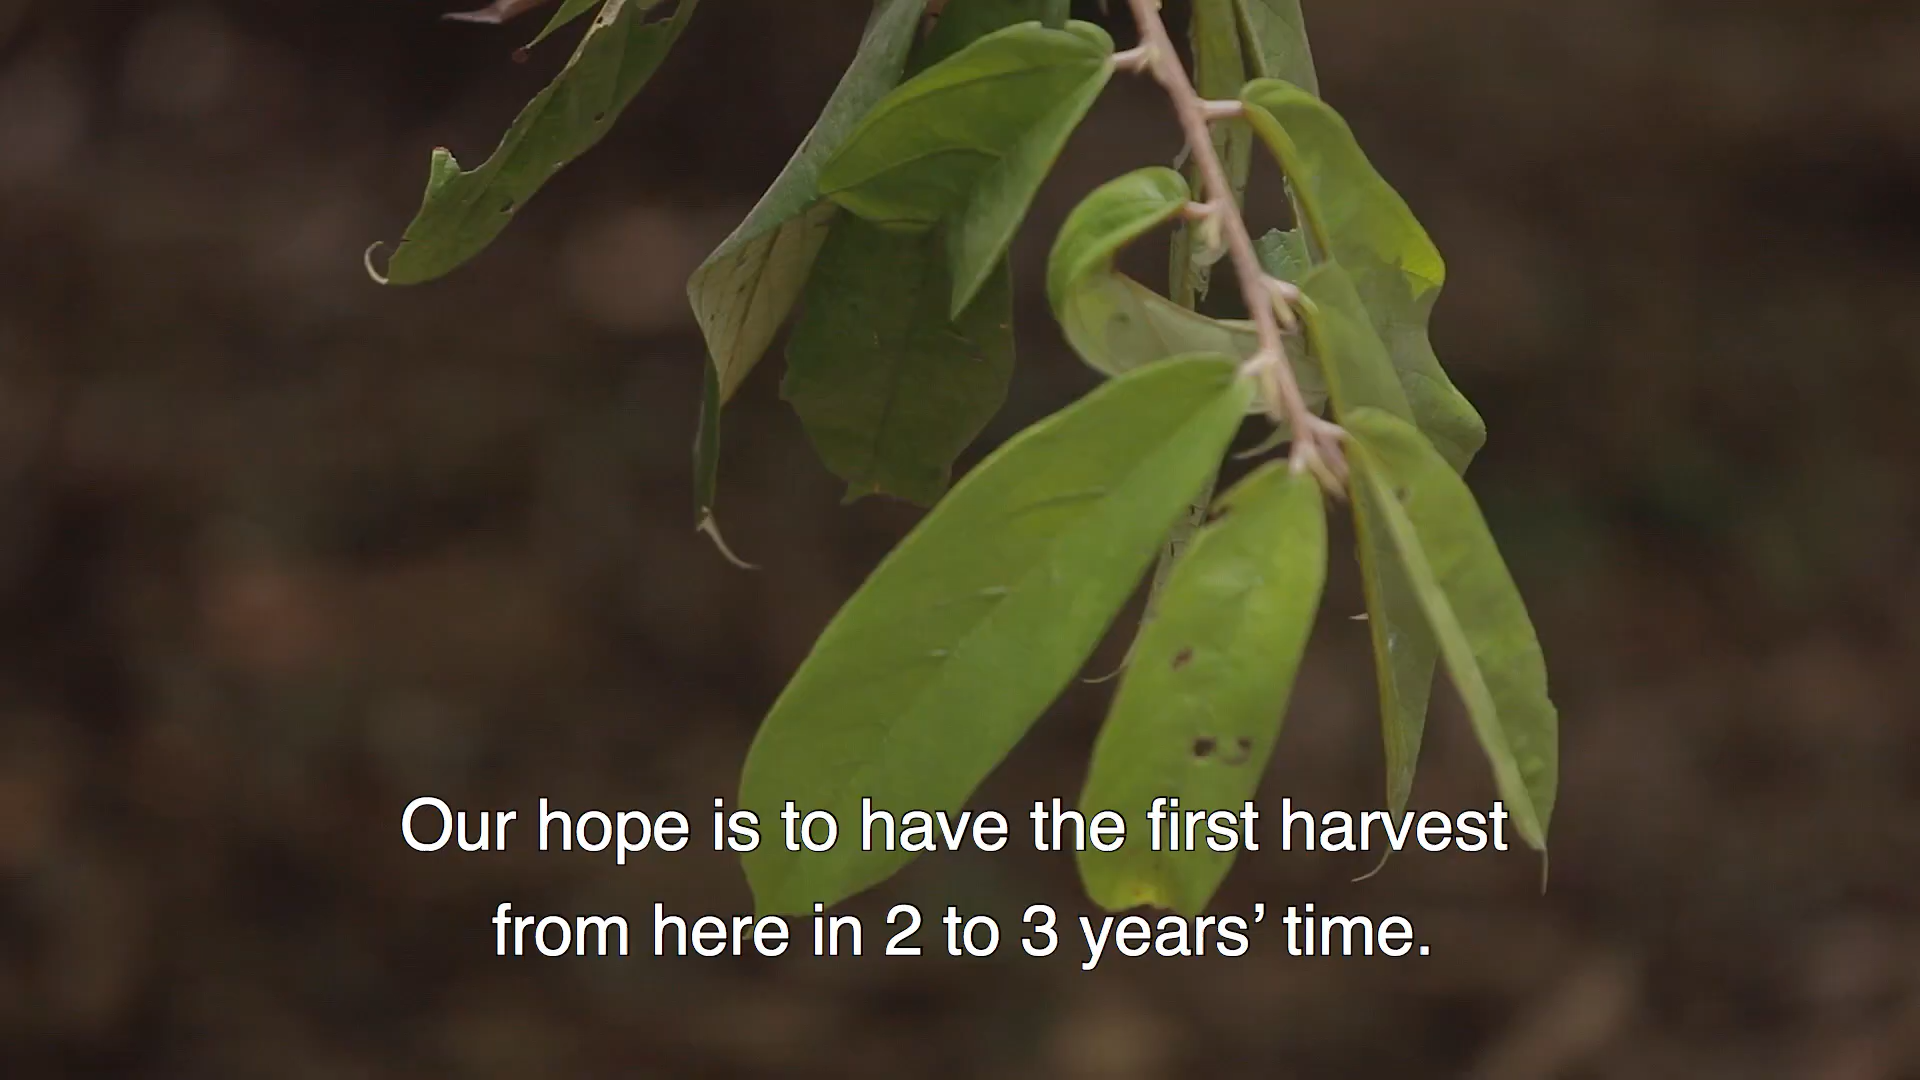 Our hope is to have the first harvest
from here in 2 to 3 years’ time.